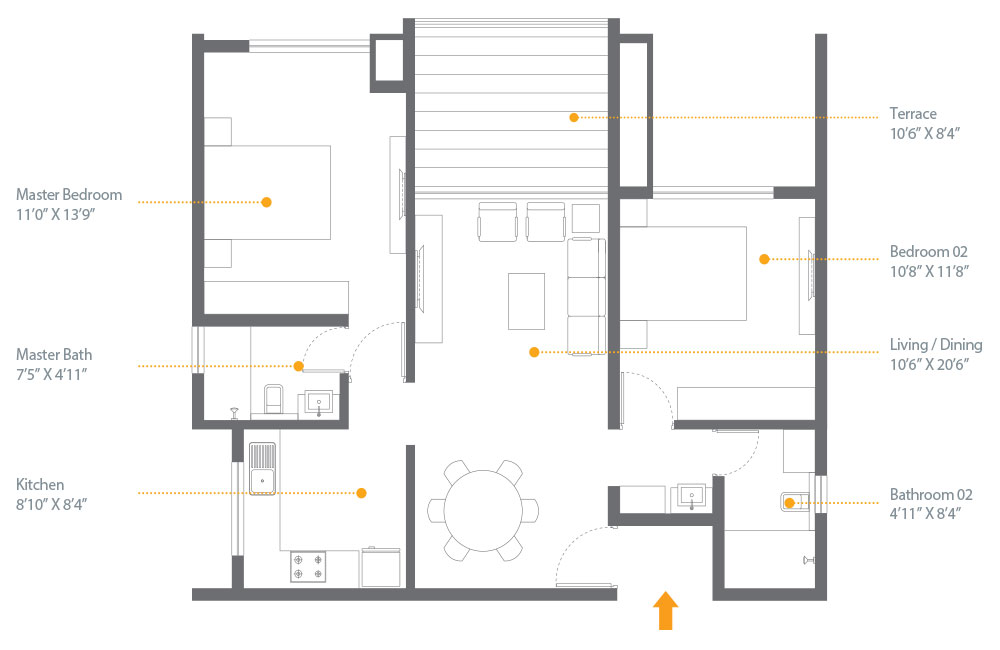 Terrace
10′6″ X 8′4″
Master Bedroom
11′0″ X 13′9″
Bedroom 02
10′8″ X 11′8″
Living / Dining
10′6″ X 20′6″
Master Bath
7′5″ X 4′11″
Kitchen
8′10″ X 8′4″
Bathroom 02
4′11″ X 8′4″